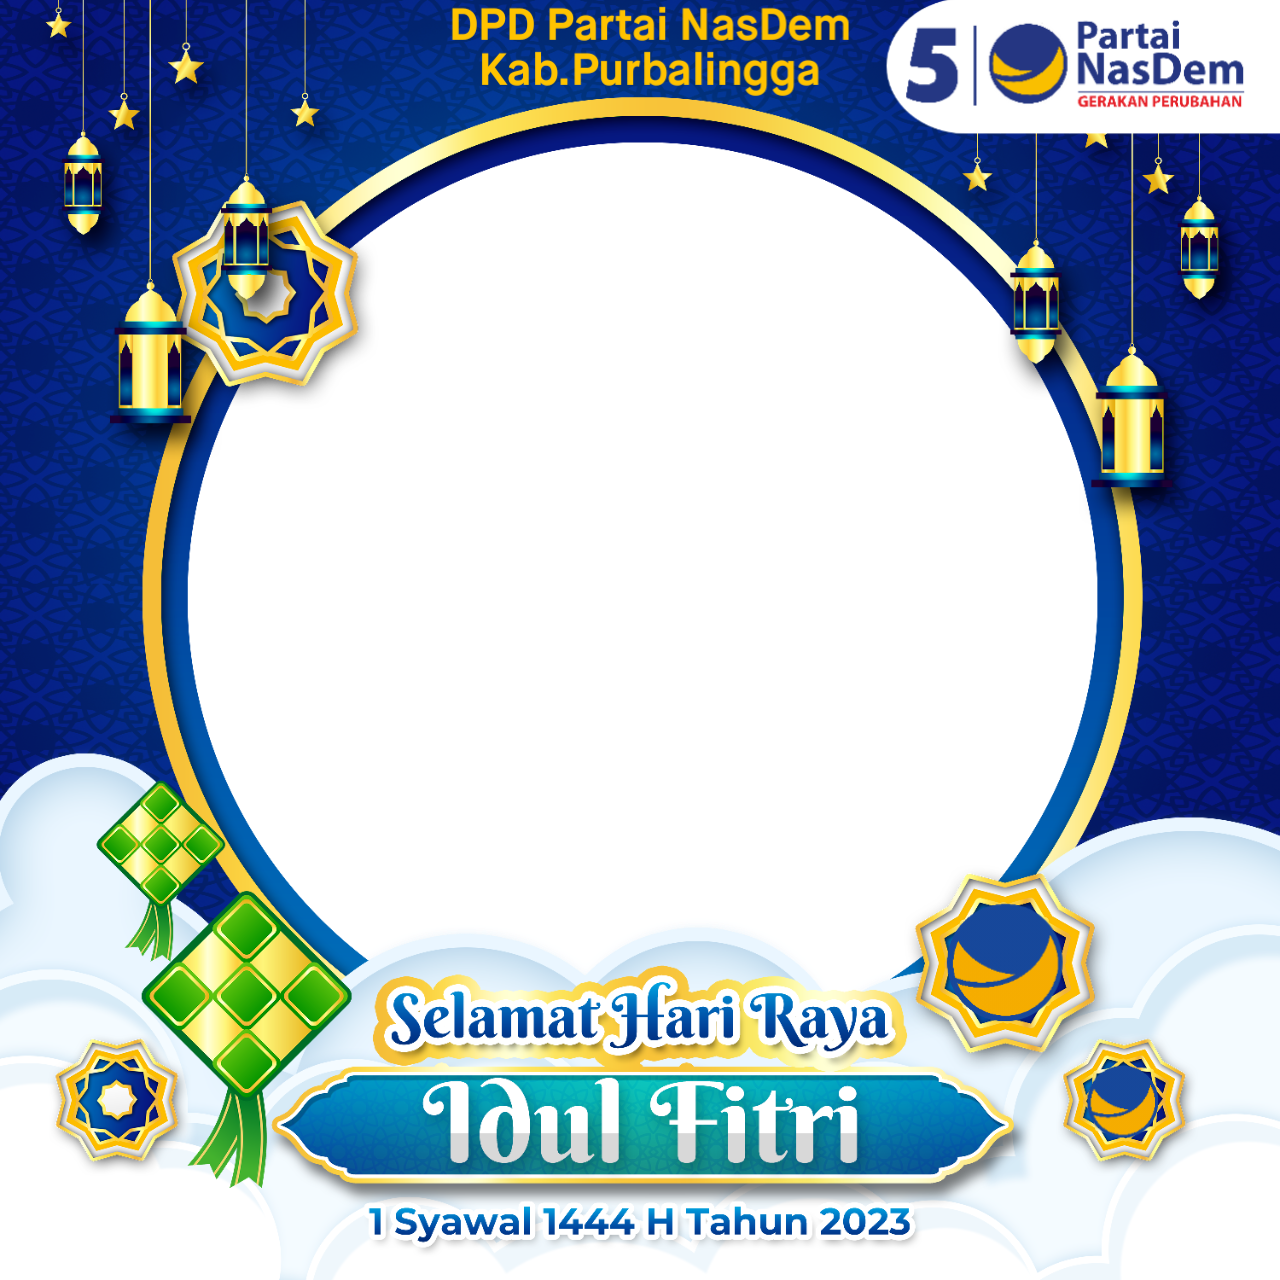 DPD Partai NasDem
Kab.Purbalingga
5
Partai
NasDem
GERAKAN PERUBAHAN
Selamat Hari Raya
Idul Fitri
1 Syawal 1444 H Tahun 2023